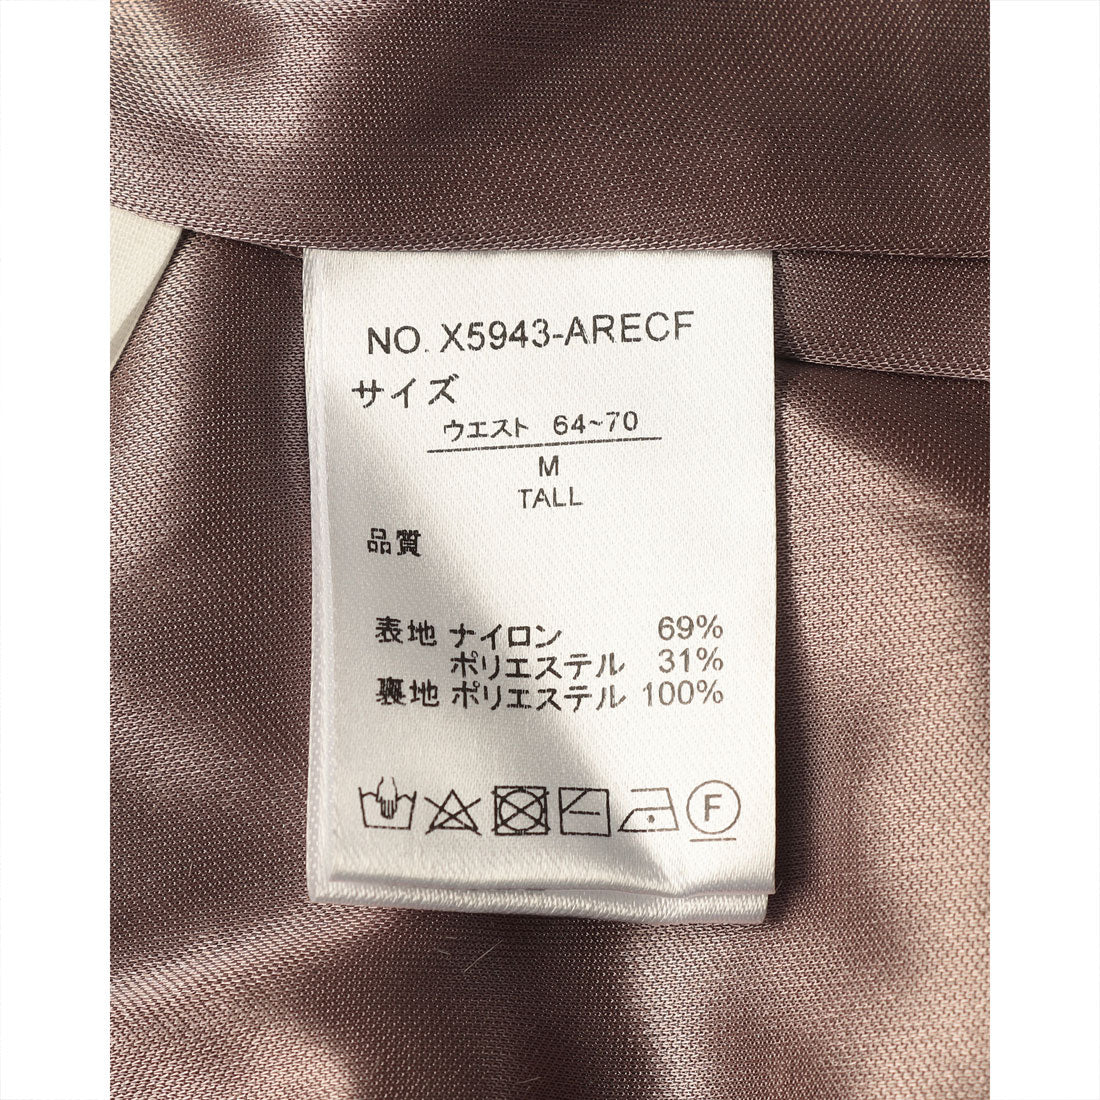 NO. X5943-ARECF
サイズ
ウエスト 64~70
M
TALL
品質
表地 ナイロン 69%
ポリエステル 31%
裏地 ポリエステル 100%
F